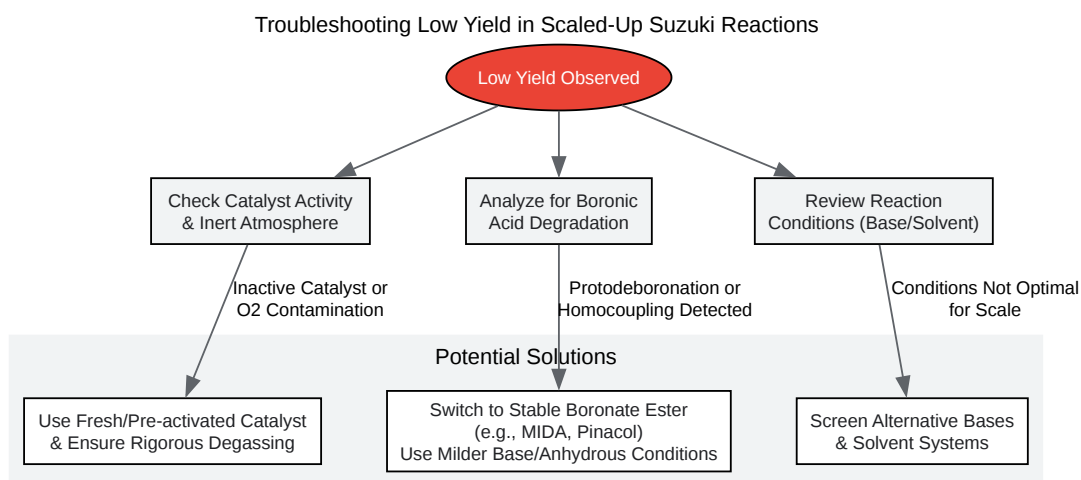 Troubleshooting Low Yield in Scaled-Up Suzuki Reactions
Low Yield Observed
Check Catalyst Activity
& Inert Atmosphere
Analyze for Boronic
Acid Degradation
Review Reaction
Conditions (Base/Solvent)
Inactive Catalyst or
O2 Contamination
Protodeboronation or
Homocoupling Detected
Conditions Not Optimal
for Scale
Potential Solutions
Use Fresh/Pre-activated Catalyst
& Ensure Rigorous Degassing
Switch to Stable Boronate Ester
(e.g., MIDA, Pinacol)
Use Milder Base/Anhydrous Conditions
Screen Alternative Bases
& Solvent Systems